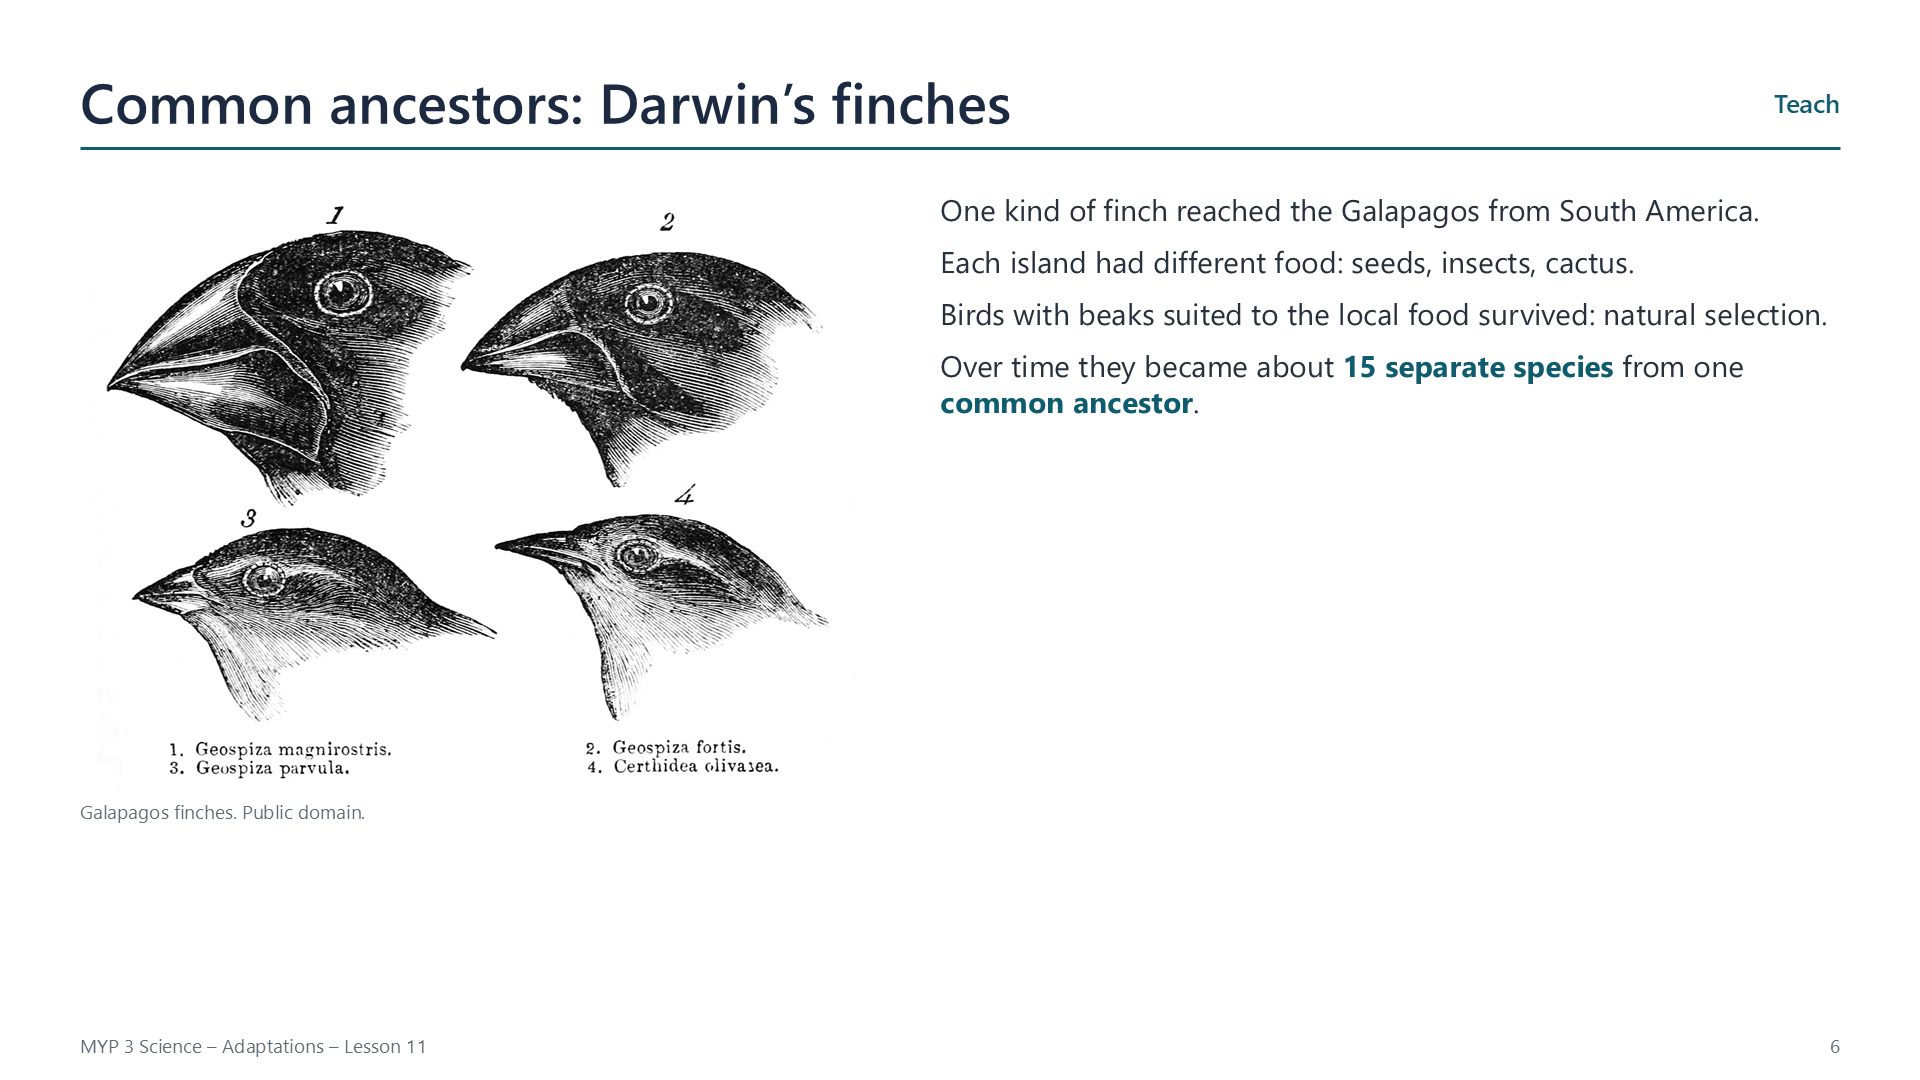 Common ancestors: Darwin’s finches
Teach
1
2
3
4
1. Geospiza magnirostris.
2. Geospiza fortis.
3. Geospiza parvula.
4. Certhidea olivasea.
Galapagos finches. Public domain.
One kind of finch reached the Galapagos from South America.
Each island had different food: seeds, insects, cactus.
Birds with beaks suited to the local food survived: natural selection.
Over time they became about 15 separate species from one
common ancestor.
MYP 3 Science – Adaptations – Lesson 11
6